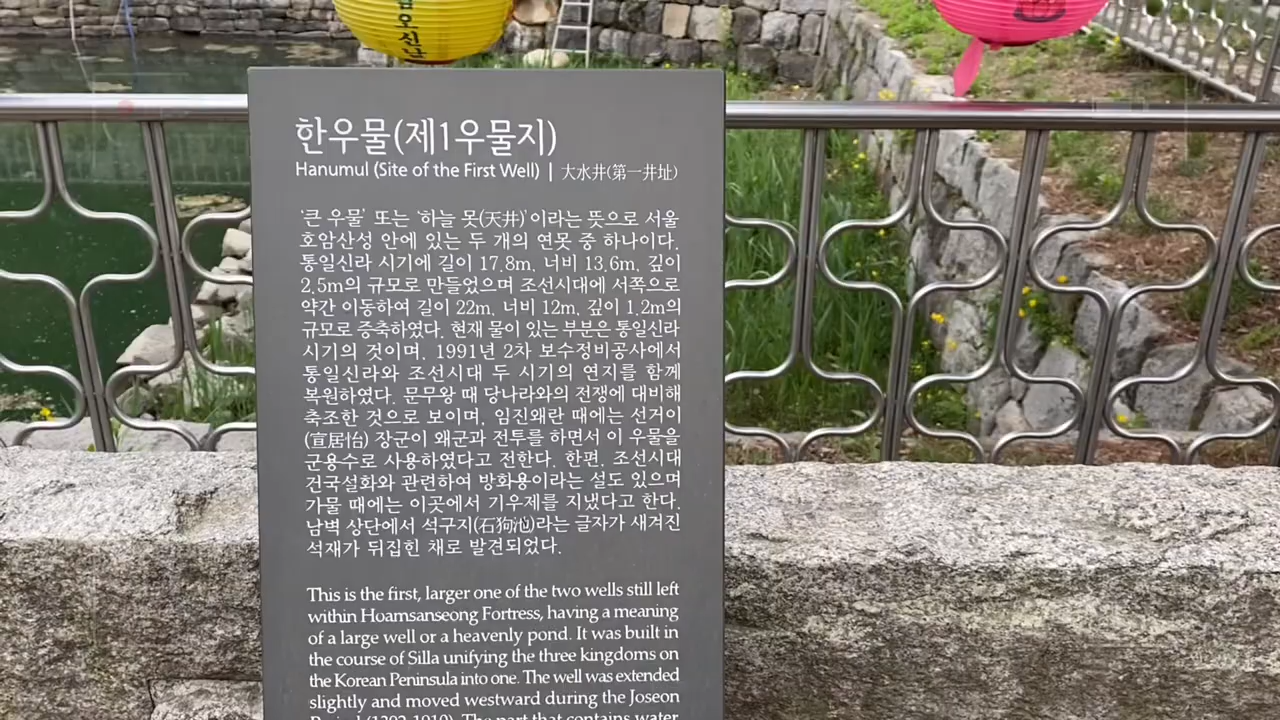 오신
한우물(제1우물지)
Hanumul (Site of the First Well) | 大水井(第一井址)
'큰 우물' 또는 '하늘 못(天井)'이라는 뜻으로 서울
호암산성 안에 있는 두 개의 연못 중 하나이다.
통일신라 시기에 길이 17.8m, 너비 13.6m, 깊이
2.5m의 규모로 만들었으며 조선시대에 서쪽으로
약간 이동하여 길이 22m, 너비 12m, 깊이 1.2m의
규모로 증축하였다. 현재 물이 있는 부분은 통일신라
시기의 것이며, 1991년 2차 보수정비공사에서
통일신라와 조선시대 두 시기의 연지를 함께
복원하였다. 문무왕 때 당나라와의 전쟁에 대비해
축조한 것으로 보이며, 임진왜란 때에는 선거이
(宣居怡) 장군이 왜군과 전투를 하면서 이 우물을
군용수로 사용하였다고 전한다. 한편, 조선시대
건국설화와 관련하여 방화용이라는 설도 있으며
가물 때에는 이곳에서 기우제를 지냈다고 한다.
남벽 상단에서 석구지(石狗池)라는 글자가 새겨진
석재가 뒤집힌 채로 발견되었다.
This is the first, larger one of the two wells still left
within Hoamsanseong Fortress, having a meaning
of a large well or a heavenly pond. It was built in
the course of Silla unifying the three kingdoms on
the Korean Peninsula into one. The well was extended
slightly and moved westward during the Joseon
Period (1392-1910). The part that contains water